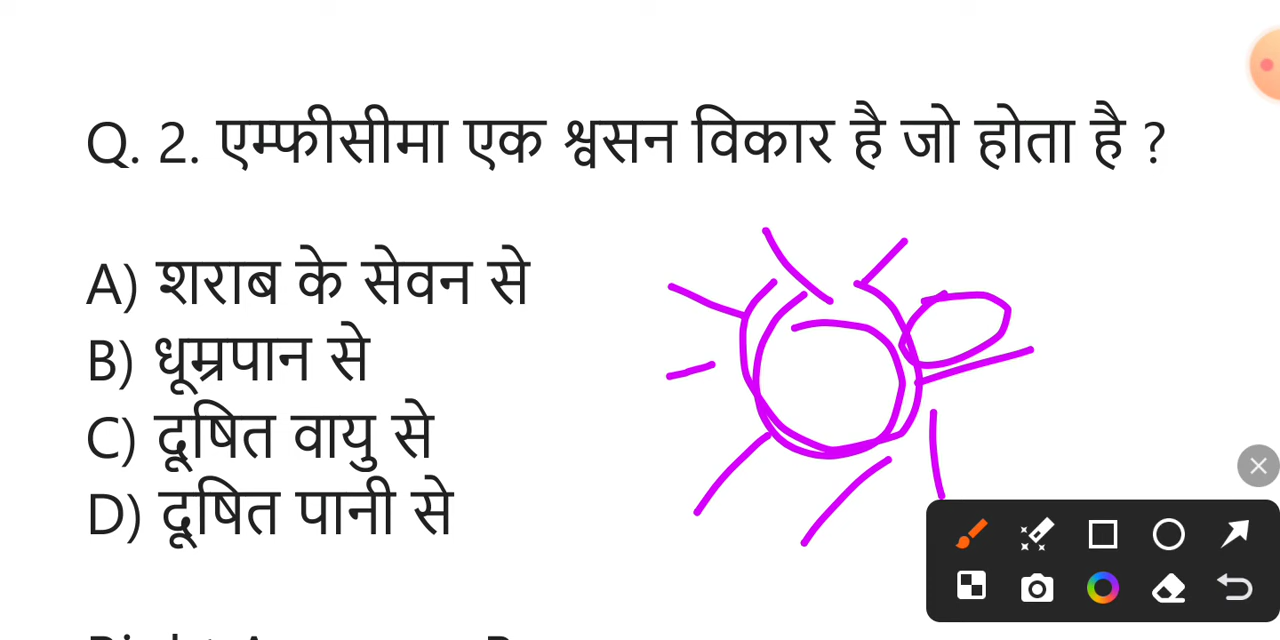 Q. 2. एम्फीसीमा एक श्वसन विकार है जो होता है ?
A) शराब के सेवन से
B) धूम्रपान से
C) दूषित वायु से
D) दूषित पानी से